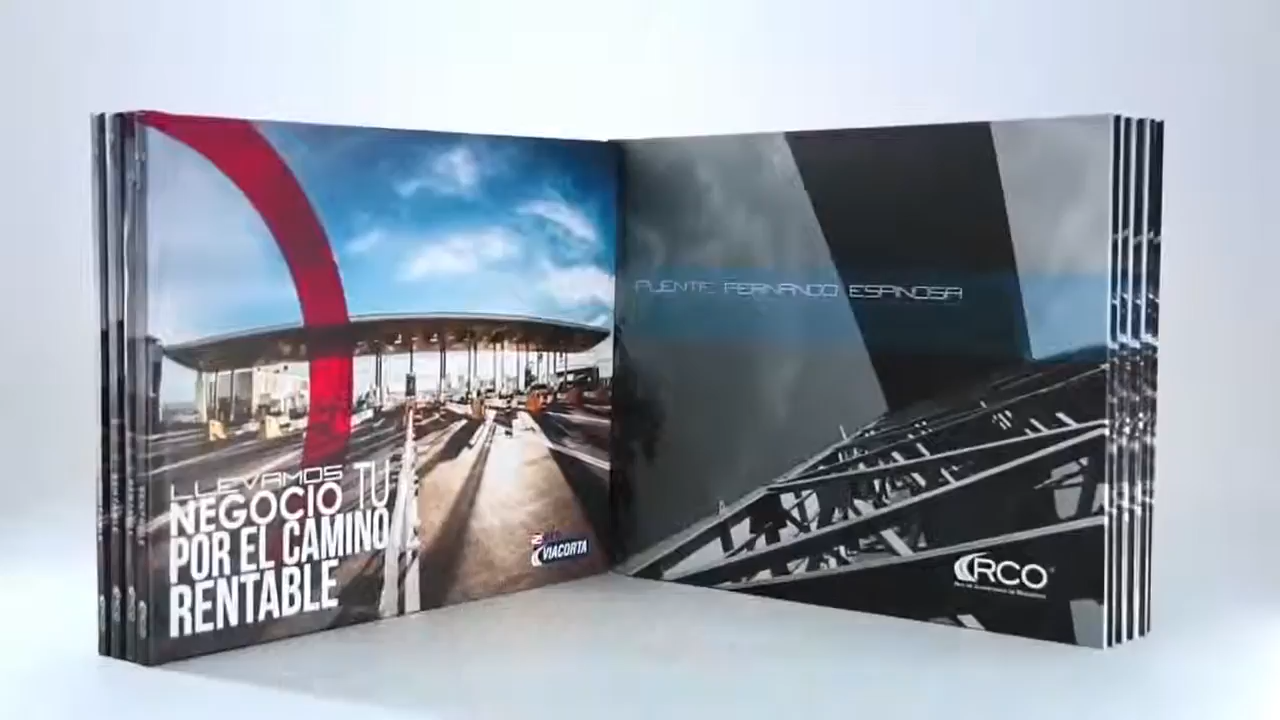 LLEVAMOS
NEGOCIO TU
POR EL CAMINO
RENTABLE
VIACORTA
PUENTE FERNANDO ESPINOSA
RCO